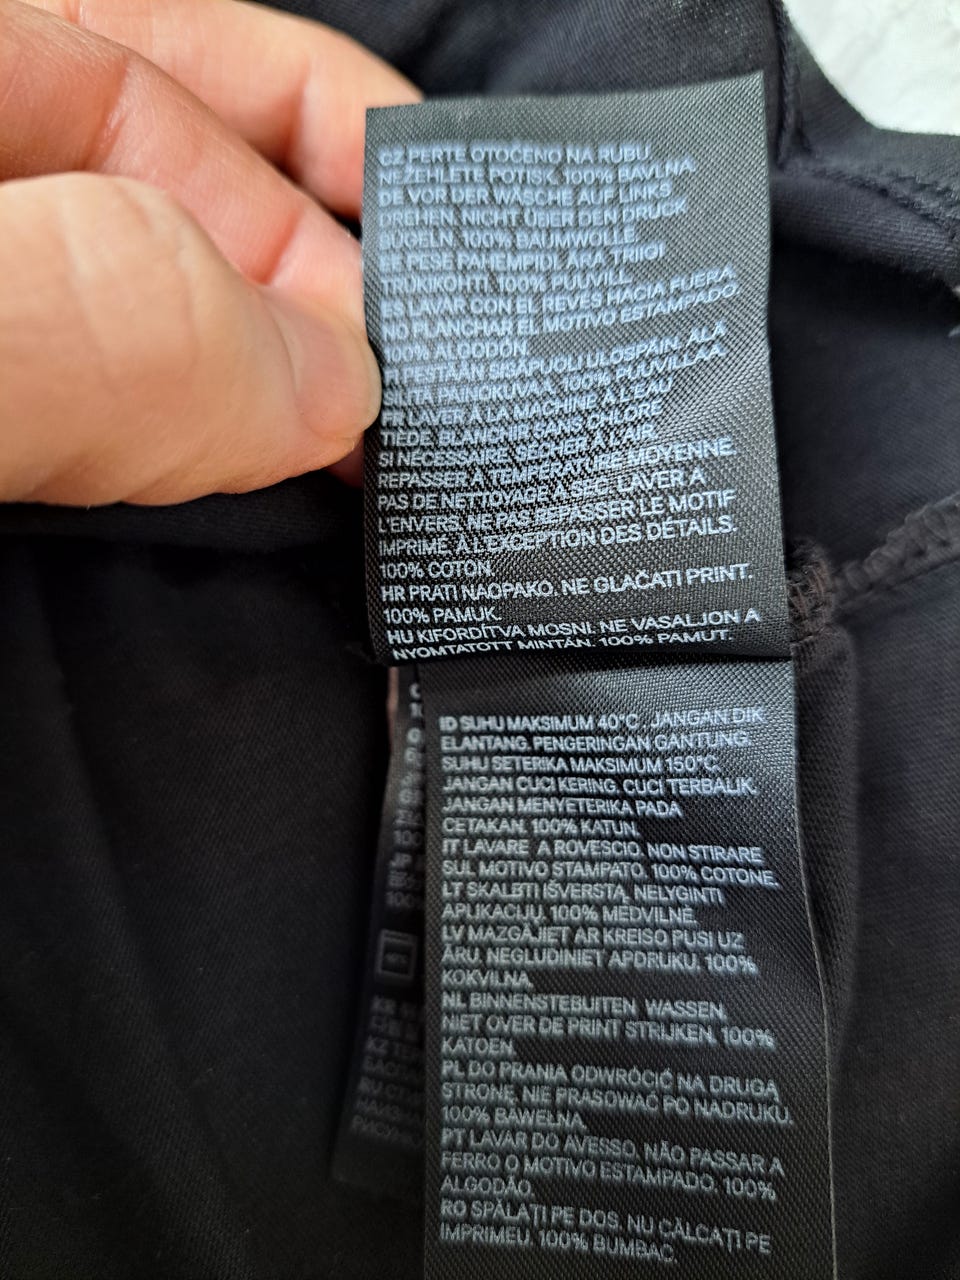 CZ PERTE OTOČENO NA RUBU
NEŽEHLETE POTISK. 100% BAVLNA
DE VOR DER WÄSCHE AUF LINKS
DREHEN. NICHT ÜBER DEN DRUCK
BÜGELN. 100% BAUMWOLLE
EE PESE PAHEMPIDI. ÄRA TRIIGI
TRÜKIKOHTI. 100% PUUVILL
ES LAVAR CON EL REVÉS HACIA FUERA
NO PLANCHAR EL MOTIVO ESTAMPADO
100% ALGODÓN
PESTÄÄN SISÄPUOLI ULOSPÄIN. ÄLÄ
PAINOKUVAA. 100% PUUVILLAA
FR LAVER À LA MACHINE À L'EAU
TIÈDE. BLANCHIR SANS CHLORE
SI NÉCESSAIRE. SÉCHER À L'AIR.
REPASSER À TEMPÉRATURE MOYENNE
PAS DE NETTOYAGE À SEC. LAVER À
L'ENVERS. NE PAS REPASSER LE MOTIF
IMPRIMÉ, À L'EXCEPTION DES DÉTAILS.
100% COTON
HR PRATI NAOPAKO. NE GLAČATI PRINT.
100% PAMUK.
HU KIFORDÍTVA MOSNI. NE VASALJON A
NYOMTATOTT MINTÁN. 100% PAMUT.
ID SUHU MAKSIMUM 40°C. JANGAN DIK
ELANTANG. PENGERINGAN GANTUNG.
SUHU SETERIKA MAKSIMUM 150°C.
JANGAN CUCI KERING. CUCI TERBALIK.
JANGAN MENYETERIKA PADA
CETAKAN. 100% KATUN.
IT LAVARE A ROVESCIO. NON STIRARE
SUL MOTIVO STAMPATO. 100% COTONE.
LT SKALBTI IŠVERSTĄ, NELYGINTI
APLIKACIJŲ. 100% MEDVILNĖ.
LV MAZGĀJIET AR KREISO PUSI UZ
ĀRU. NEGLUDINIET APDRUKU. 100%
KOKVILNA.
NL BINNENSTEBUITEN WASSEN.
NIET OVER DE PRINT STRIJKEN. 100%
KATOEN.
PL DO PRANIA ODWRÓCIĆ NA DRUGĄ
STRONĘ. NIE PRASOWAĆ PO NADRUKU.
100% BAWEŁNA
PT LAVAR DO AVESSO. NÃO PASSAR A
FERRO O MOTIVO ESTAMPADO. 100%
ALGODÃO.
RO SPĂLAȚI PE DOS. NU CĂLCAȚI PE
IMPRIMEU. 100% BUMBAC.